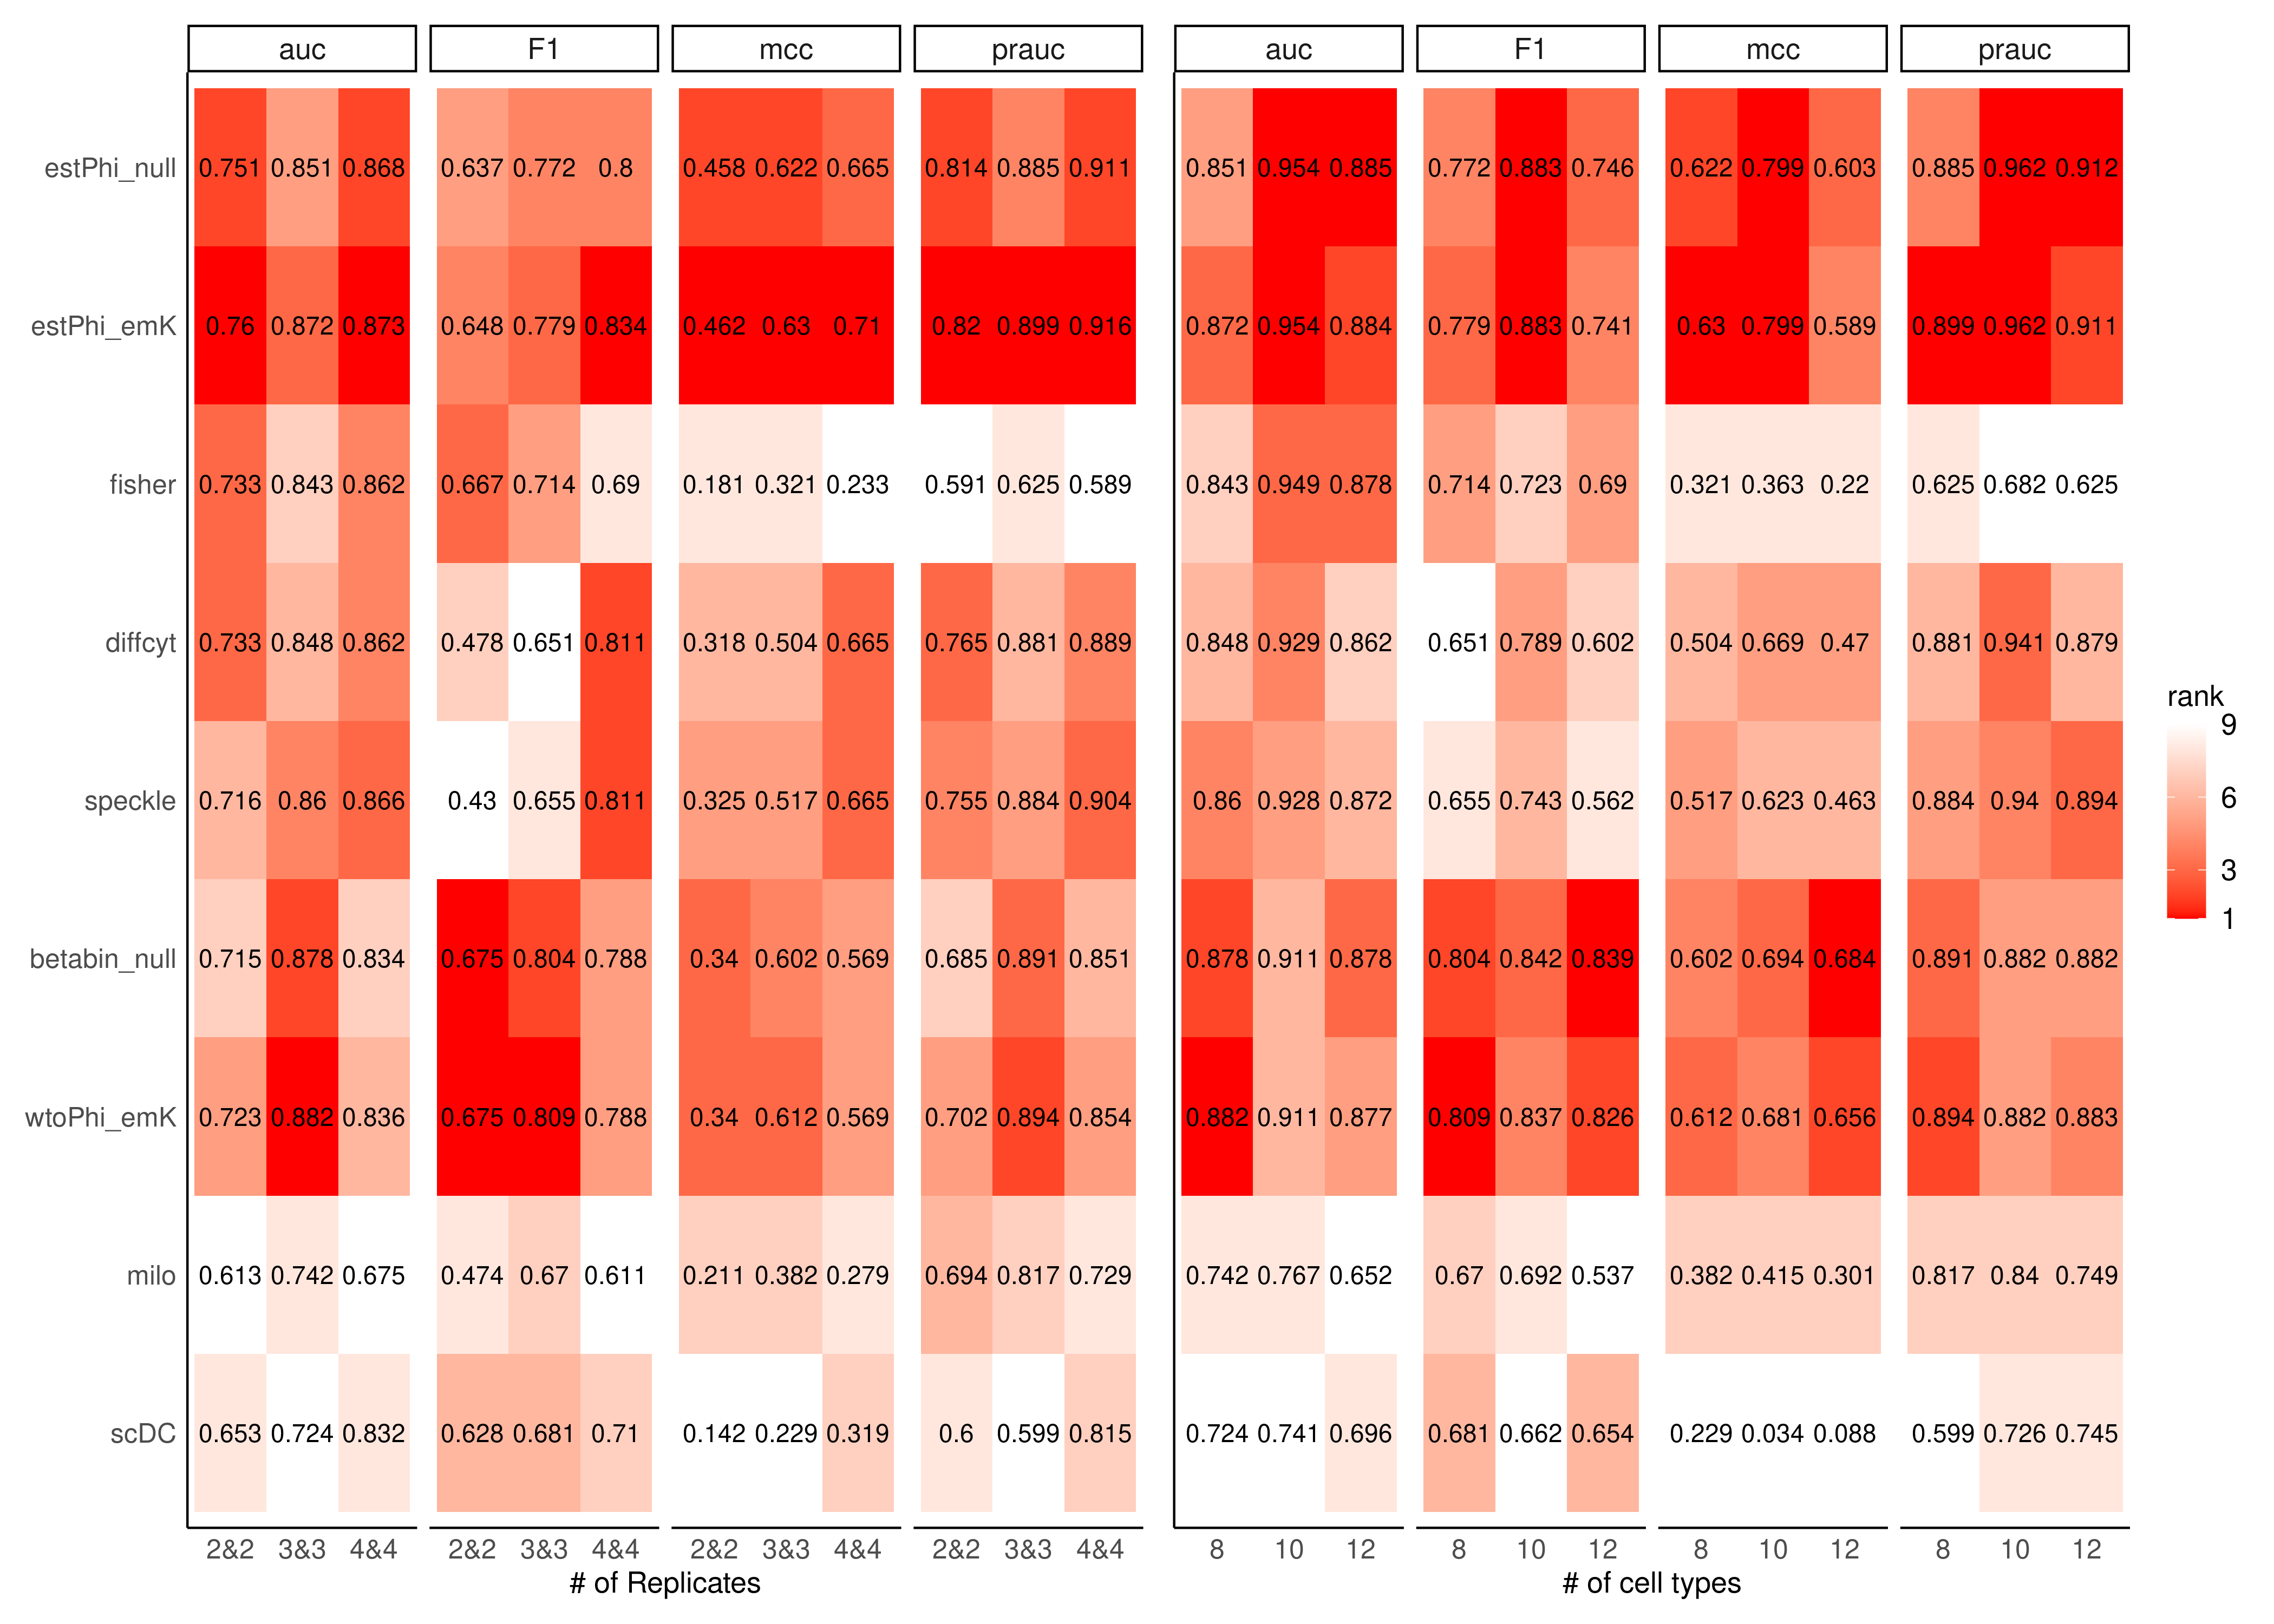 auc F1 mcc prauc auc F1 mcc prauc
estPhi_null 0.751 0.851 0.868 0.637 0.772 0.8 0.458 0.622 0.665 0.814 0.885 0.911 0.851 0.954 0.885 0.772 0.883 0.746 0.622 0.799 0.603 0.885 0.962 0.912
estPhi_emK 0.76 0.872 0.873 0.648 0.779 0.834 0.462 0.63 0.71 0.82 0.899 0.916 0.872 0.954 0.884 0.779 0.883 0.741 0.63 0.799 0.589 0.899 0.962 0.911
fisher 0.733 0.843 0.862 0.667 0.714 0.69 0.181 0.321 0.233 0.591 0.625 0.589 0.843 0.949 0.878 0.714 0.723 0.69 0.321 0.363 0.22 0.625 0.682 0.625
diffcyt 0.733 0.848 0.862 0.478 0.651 0.811 0.318 0.504 0.665 0.765 0.881 0.889 0.848 0.929 0.862 0.651 0.789 0.602 0.504 0.669 0.47 0.881 0.941 0.879
speckle 0.716 0.86 0.866 0.43 0.655 0.811 0.325 0.517 0.665 0.755 0.884 0.904 0.86 0.928 0.872 0.655 0.743 0.562 0.517 0.623 0.463 0.884 0.94 0.894
betabin_null 0.715 0.878 0.834 0.675 0.804 0.788 0.34 0.602 0.569 0.685 0.891 0.851 0.878 0.911 0.878 0.804 0.842 0.839 0.602 0.694 0.684 0.891 0.882 0.882
wtoPhi_emK 0.723 0.882 0.836 0.675 0.809 0.788 0.34 0.612 0.569 0.702 0.894 0.854 0.882 0.911 0.877 0.809 0.837 0.826 0.612 0.681 0.656 0.894 0.882 0.883
milo 0.613 0.742 0.675 0.474 0.67 0.611 0.211 0.382 0.279 0.694 0.817 0.729 0.742 0.767 0.652 0.67 0.692 0.537 0.382 0.415 0.301 0.817 0.84 0.749
scDC 0.653 0.724 0.832 0.628 0.681 0.71 0.142 0.229 0.319 0.6 0.599 0.815 0.724 0.741 0.696 0.681 0.662 0.654 0.229 0.034 0.088 0.599 0.726 0.745
2&2 3&3 4&4 2&2 3&3 4&4 2&2 3&3 4&4 2&2 3&3 4&4 8 10 12 8 10 12 8 10 12 8 10 12
# of Replicates # of cell types
rank
9
6
3
1